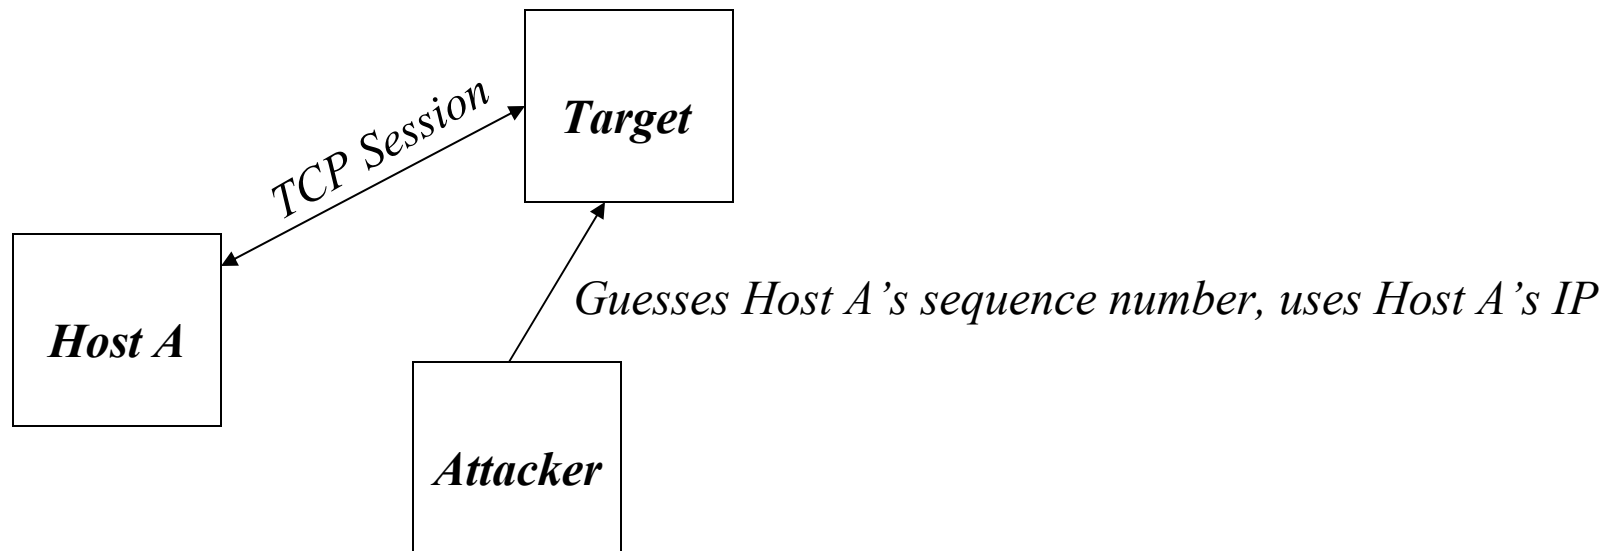 TCP Session
Target
Guesses Host A’s sequence number, uses Host A’s IP
Host A
Attacker